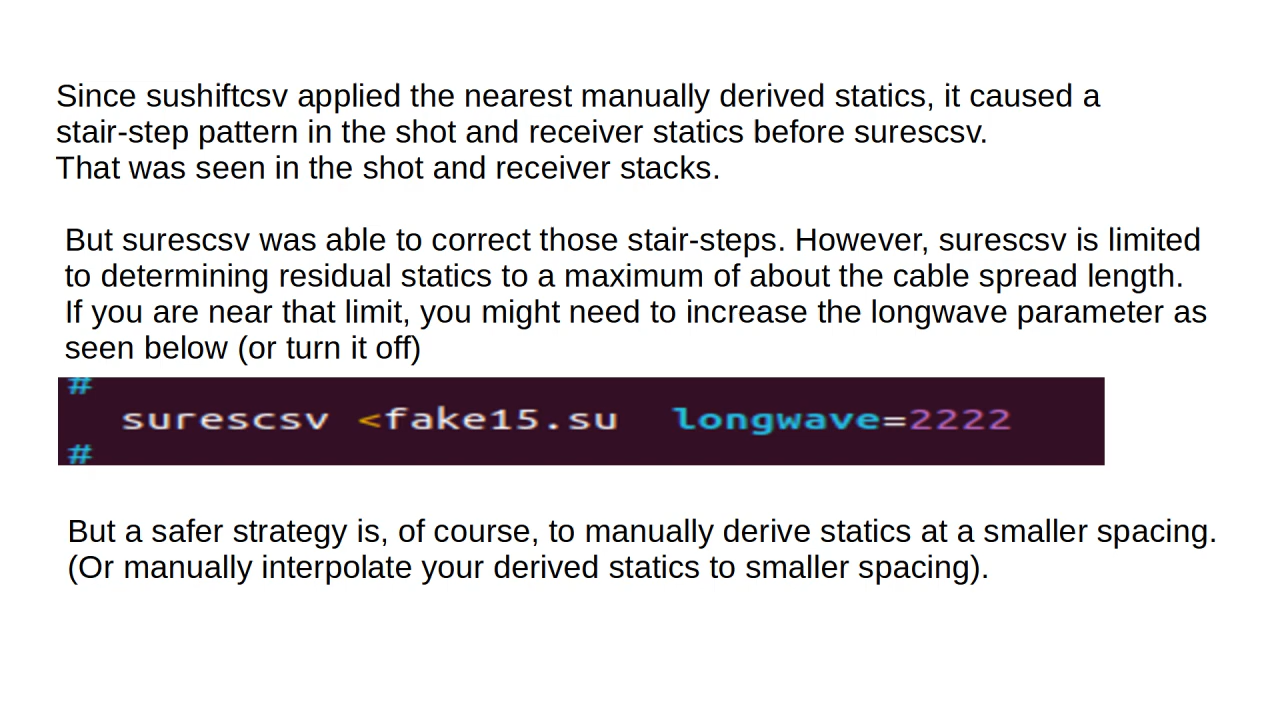 Since sushiftcsv applied the nearest manually derived statics, it caused a
stair-step pattern in the shot and receiver statics before surescsv.
That was seen in the shot and receiver stacks.
But surescsv was able to correct those stair-steps. However, surescsv is limited
to determining residual statics to a maximum of about the cable spread length.
If you are near that limit, you might need to increase the longwave parameter as
seen below (or turn it off)
#
surescsv <fake15.su longwave=2222
#
But a safer strategy is, of course, to manually derive statics at a smaller spacing.
(Or manually interpolate your derived statics to smaller spacing).